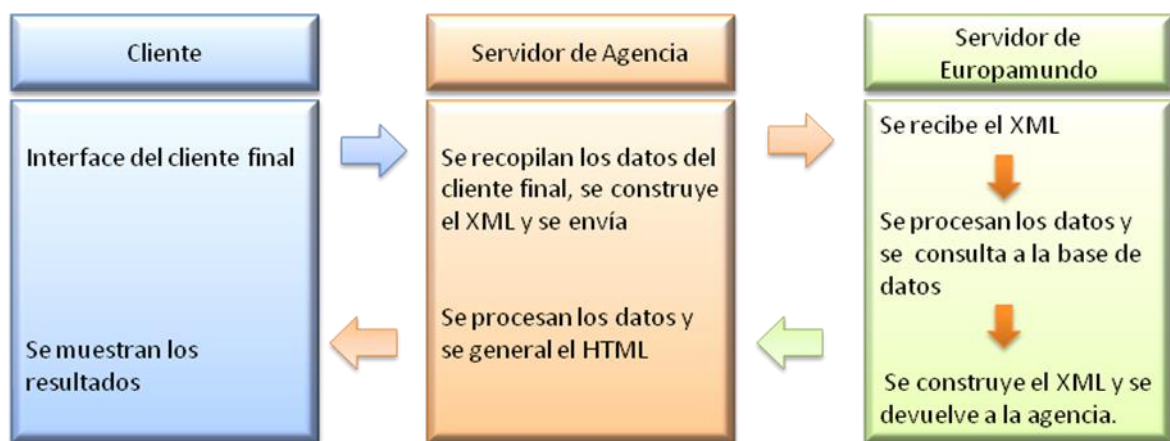 Cliente
Interface del cliente final
Se muestran los
resultados
Servidor de Agencia
Se recopilan los datos del
cliente final, se construye
el XML y se envía
Se procesan los datos y
se general el HTML
Servidor de
Europamundo
Se recibe el XML
Se procesan los datos y
se consulta a la base de
datos
Se construye el XML y se
devuelve a la agencia.